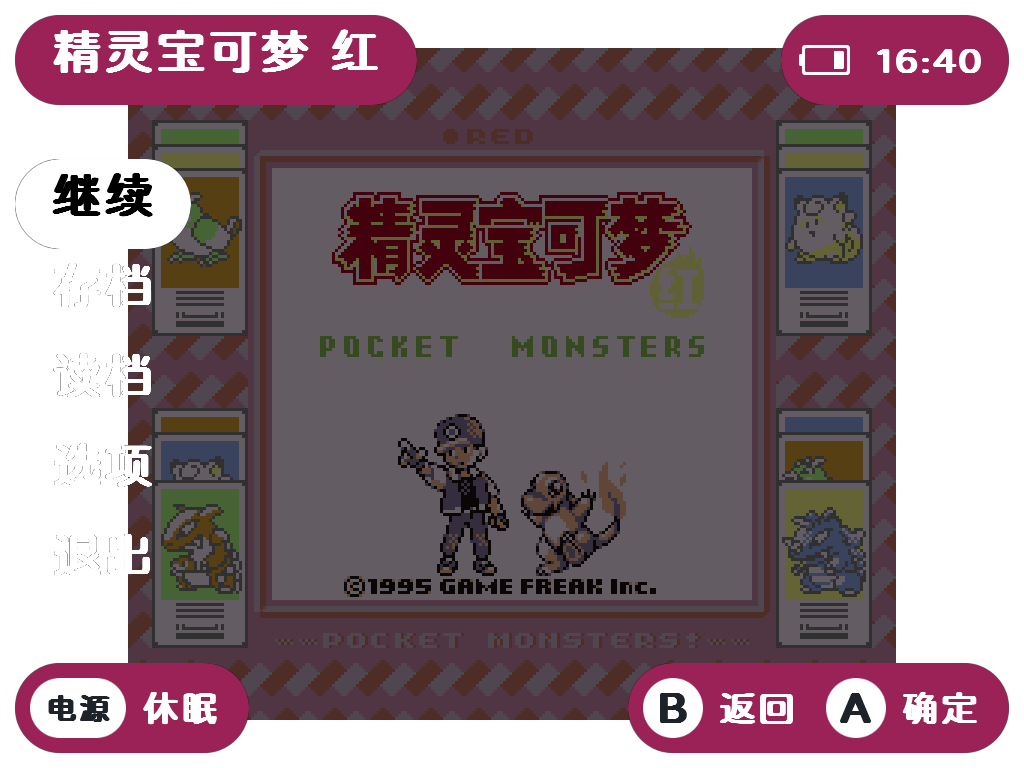 精灵宝可梦 红
16:40
继续
存档
读档
选项
退出
RED
精灵宝可梦
红
POCKET MONSTERS
©1995 GAME FREAK Inc.
POCKET MONSTERS!
电源 休眠
B 返回 A 确定